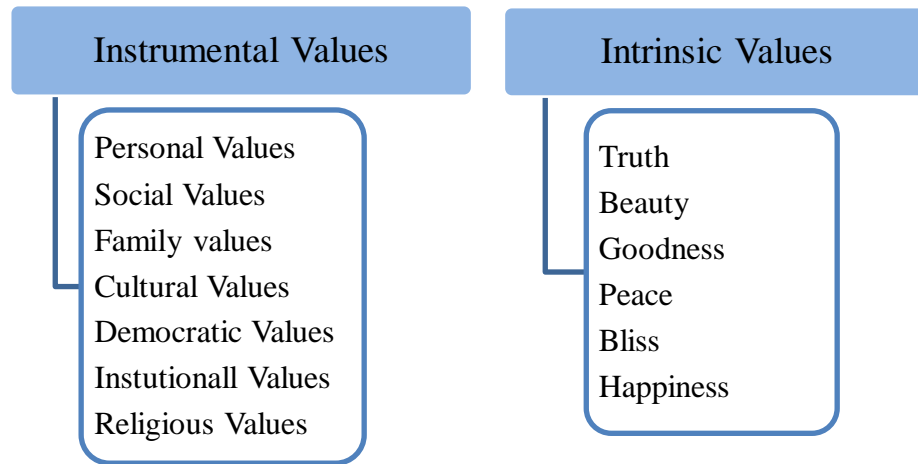 Instrumental Values
Personal Values
Social Values
Family values
Cultural Values
Democratic Values
Instutionall Values
Religious Values
Intrinsic Values
Truth
Beauty
Goodness
Peace
Bliss
Happiness